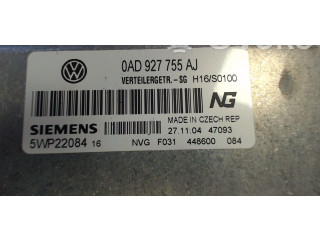 0AD 927 755 AJ
VERTEILERGETR.-SG H16/S0100
NG
SIEMENS
MADE IN CZECH REP
5WP22084 16
27.11.04 47093
NVG F031 448600 084